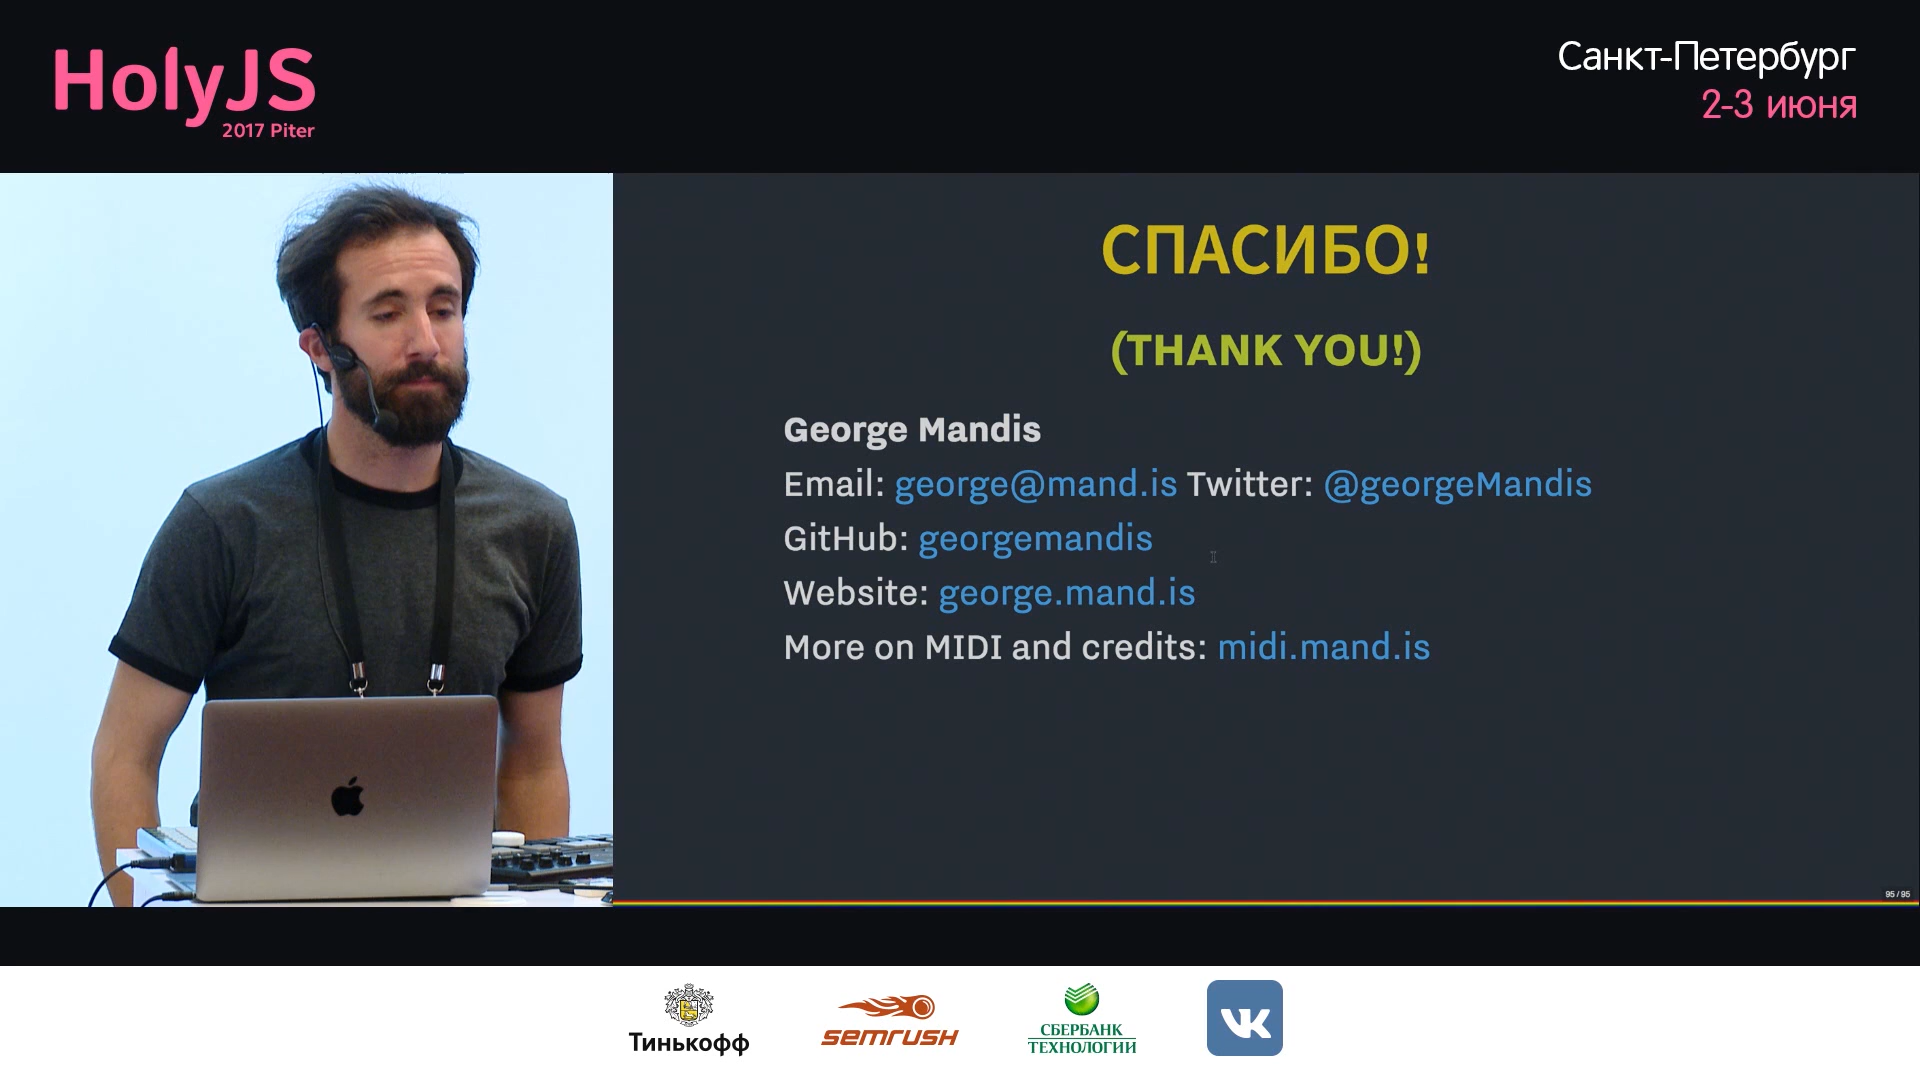 HolyJS
2017 Piter
Санкт-Петербург
2-3 июня
СПАСИБО!
(THANK YOU!)
George Mandis
Email: george@mand.is Twitter: @georgeMandis
GitHub: georgemandis
Website: george.mand.is
More on MIDI and credits: midi.mand.is
95 / 95
Тинькофф
semrush
СБЕРБАНК
ТЕХНОЛОГИИ
VK